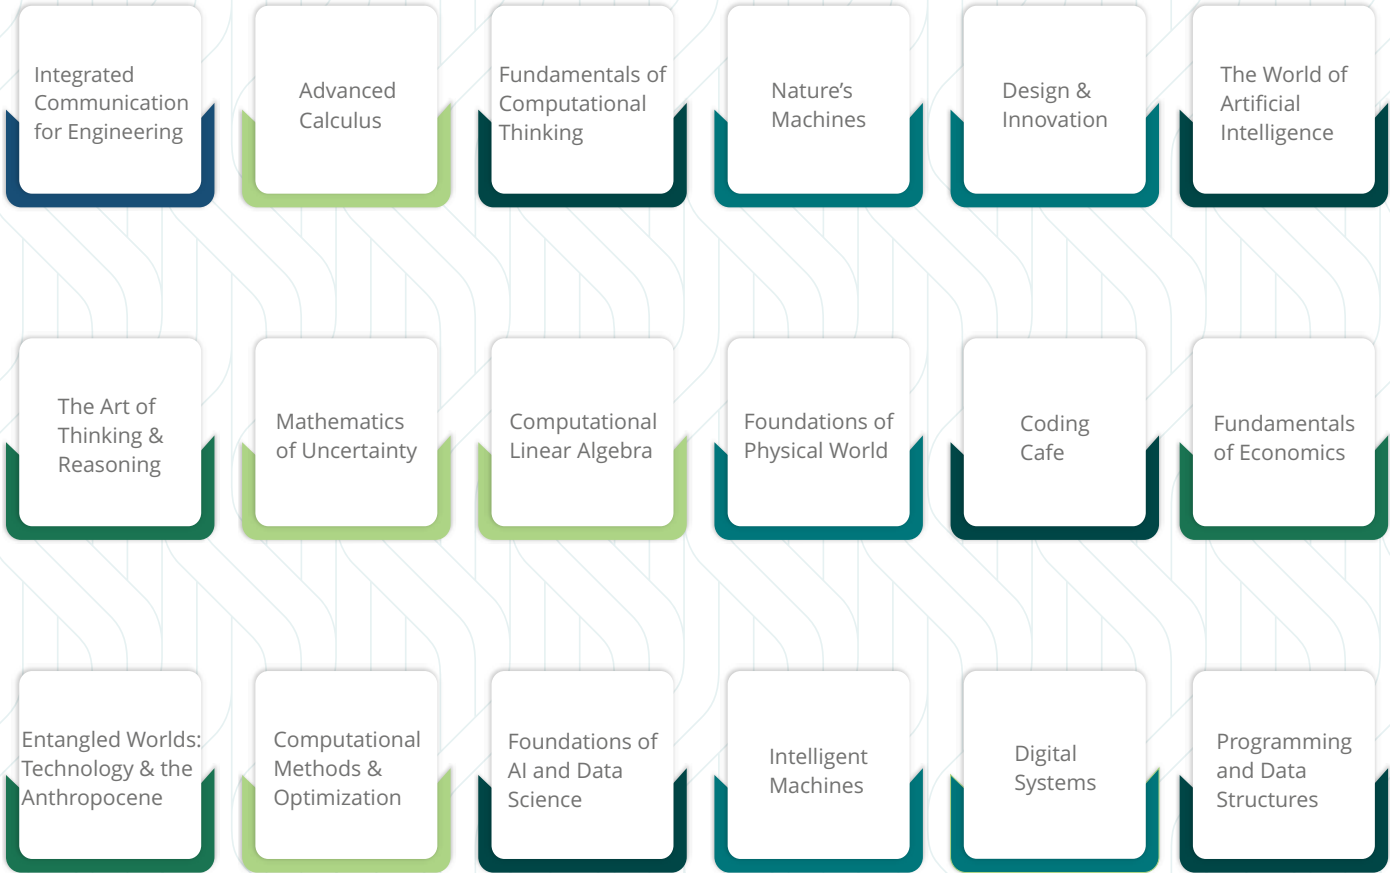 Integrated
Communication
for Engineering
Advanced
Calculus
Fundamentals of
Computational
Thinking
Nature’s
Machines
Design &
Innovation
The World of
Artificial
Intelligence
The Art of
Thinking &
Reasoning
Mathematics
of Uncertainty
Computational
Linear Algebra
Foundations of
Physical World
Coding
Cafe
Fundamentals
of Economics
Entangled Worlds:
Technology & the
Anthropocene
Computational
Methods &
Optimization
Foundations of
AI and Data
Science
Intelligent
Machines
Digital
Systems
Programming
and Data
Structures